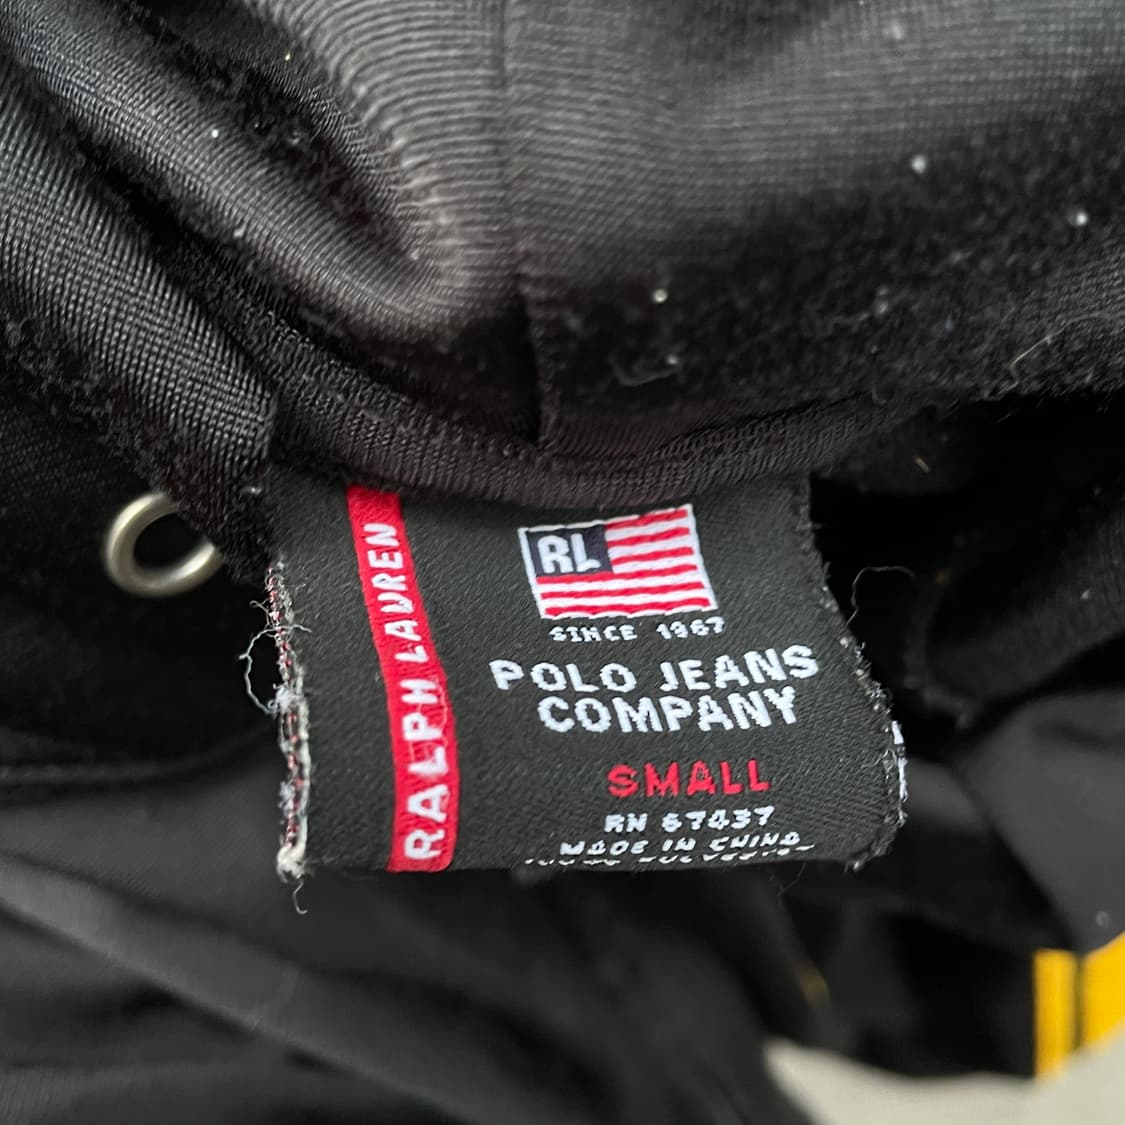 RALPH LAUREN
RL
SINCE 1967
POLO JEANS
COMPANY
SMALL
RN 67437
MADE IN CHINA